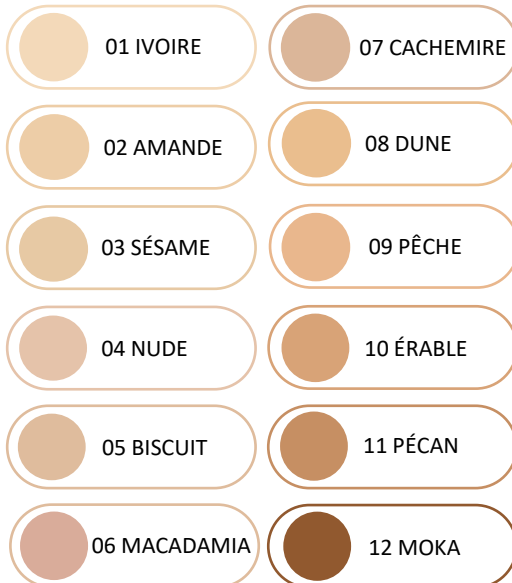 01 IVOIRE
02 AMANDE
03 SÉSAME
04 NUDE
05 BISCUIT
06 MACADAMIA
07 CACHEMIRE
08 DUNE
09 PÊCHE
10 ÉRABLE
11 PÉCAN
12 MOKA